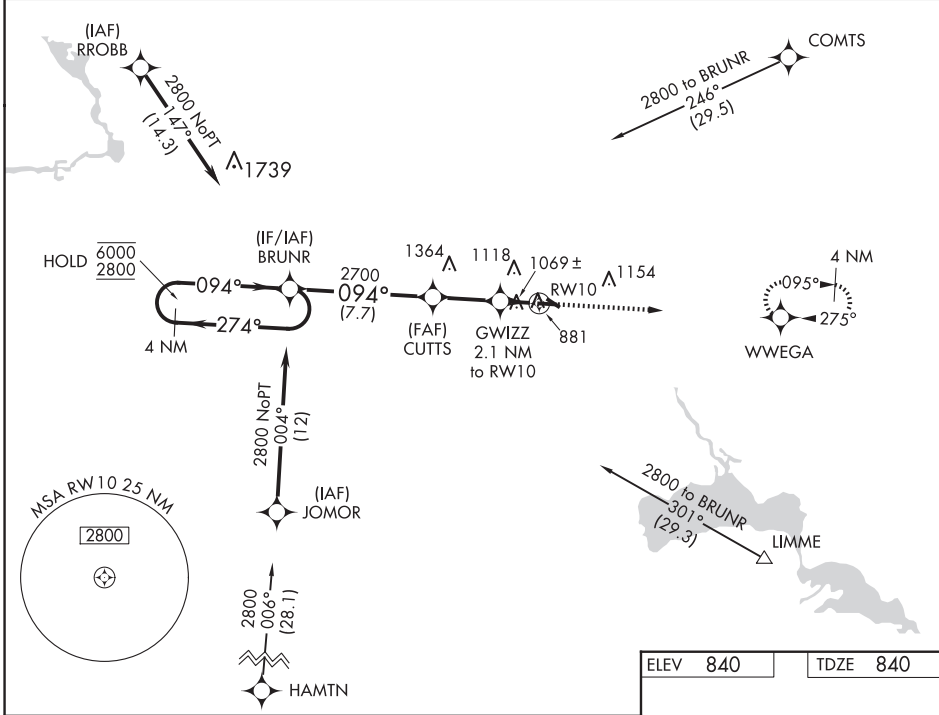 (IAF)
RROBB
2800 NoPT
147°
(14.3)
1739
COMTS
2800 to BRUNR
246°
(29.5)
HOLD
6000
2800
094°
274°
4 NM
(IF/IAF)
BRUNR
2700
094°
(7.7)
1364
(FAF)
CUTTS
1118
1069 ±
GWIZZ
2.1 NM
to RW10
RW10
881
1154
4 NM
095°
275°
WWEGA
2800 NoPT
004°
(12)
(IAF)
JOMOR
2800
006°
(28.1)
HAMTN
MSA RW10 25 NM
2800
2800 to BRUNR
301°
(29.3)
LIMME
ELEV 840
TDZE 840